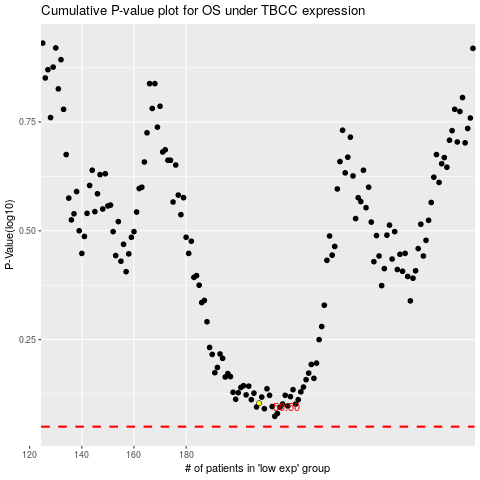 Cumulative P-value plot for OS under TBCC expression
P-Value(log10)
0.75
0.50
0.25
120
140
160
180
# of patients in 'low exp' group